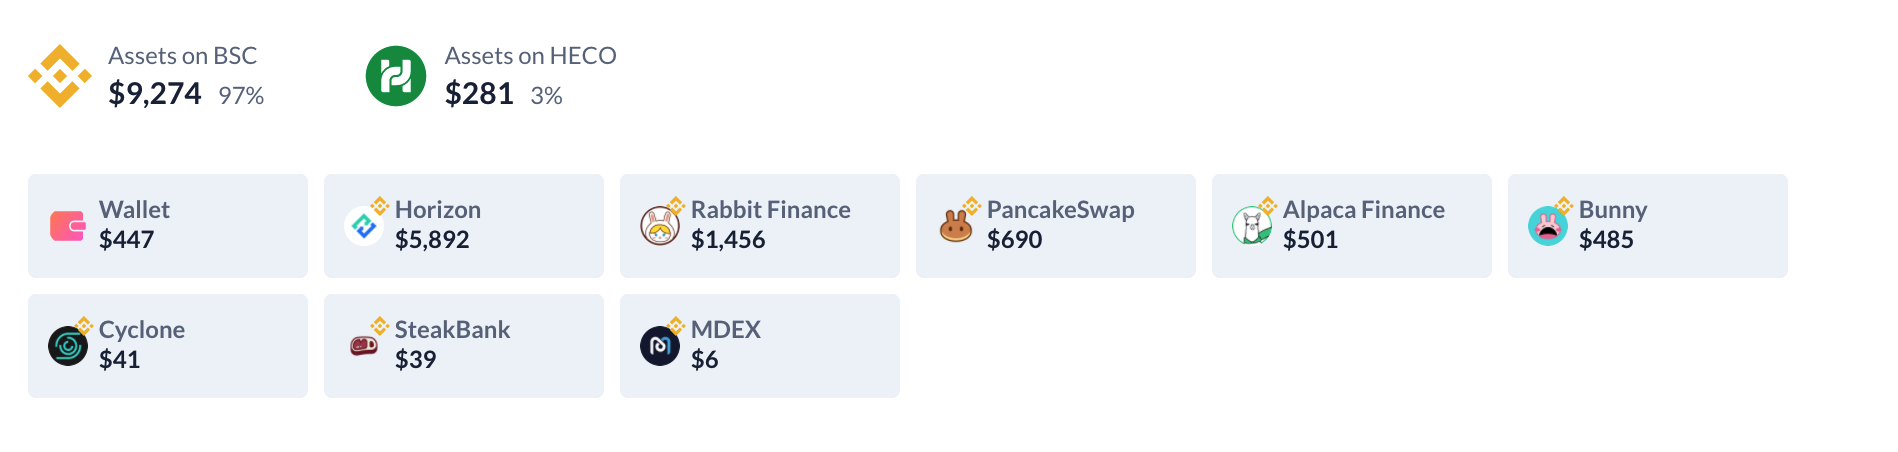 Assets on BSC
$9,274 97%
Assets on HECO
$281 3%
Wallet
$447
Horizon
$5,892
Rabbit Finance
$1,456
PancakeSwap
$690
Alpaca Finance
$501
Bunny
$485
Cyclone
$41
SteakBank
$39
MDEX
$6